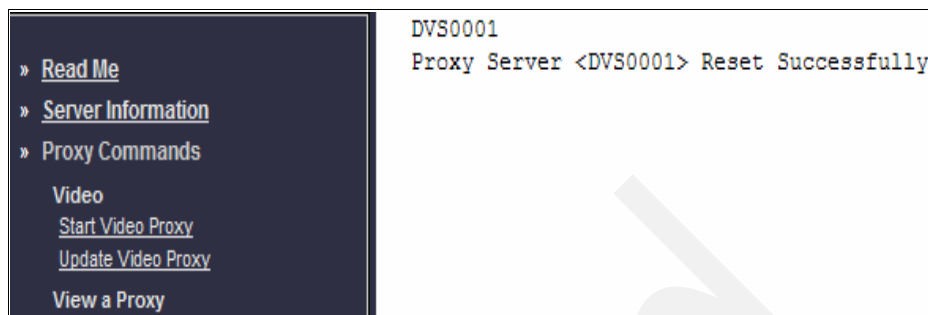 » Read Me
» Server Information
» Proxy Commands
Video
Start Video Proxy
Update Video Proxy
View a Proxy
DVS0001
Proxy Server <DVS0001> Reset Successfully